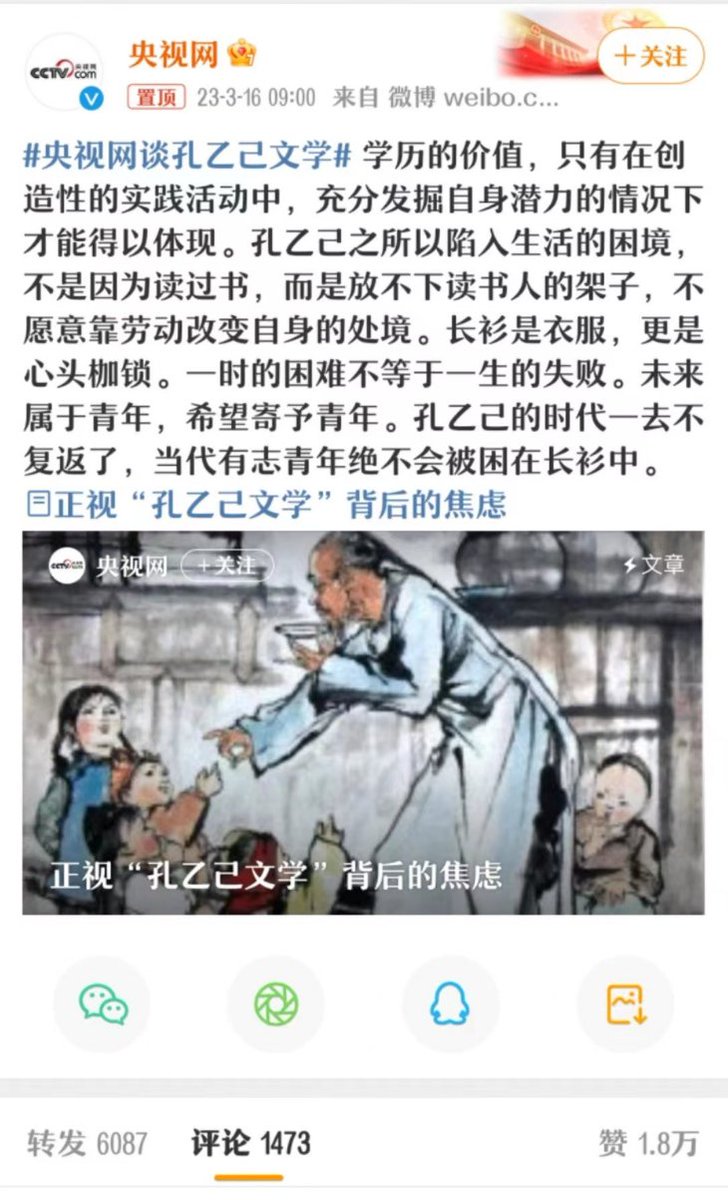 央视网
CCTV 央视网 com
置顶 23-3-16 09:00 来自 微博 weibo.c...
+关注
#央视网谈孔乙己文学# 学历的价值，只有在创
造性的实践活动中，充分发掘自身潜力的情况下
才能得以体现。孔乙己之所以陷入生活的困境，
不是因为读过书，而是放不下读书人的架子，不
愿意靠劳动改变自身的处境。长衫是衣服，更是
心头枷锁。一时的困难不等于一生的失败。未来
属于青年，希望寄予青年。孔乙己的时代一去不
复返了，当代有志青年绝不会被困在长衫中。
正视“孔乙己文学”背后的焦虑
央视网 +关注 文章
正视“孔乙己文学”背后的焦虑
转发 6087 评论 1473 赞 1.8万